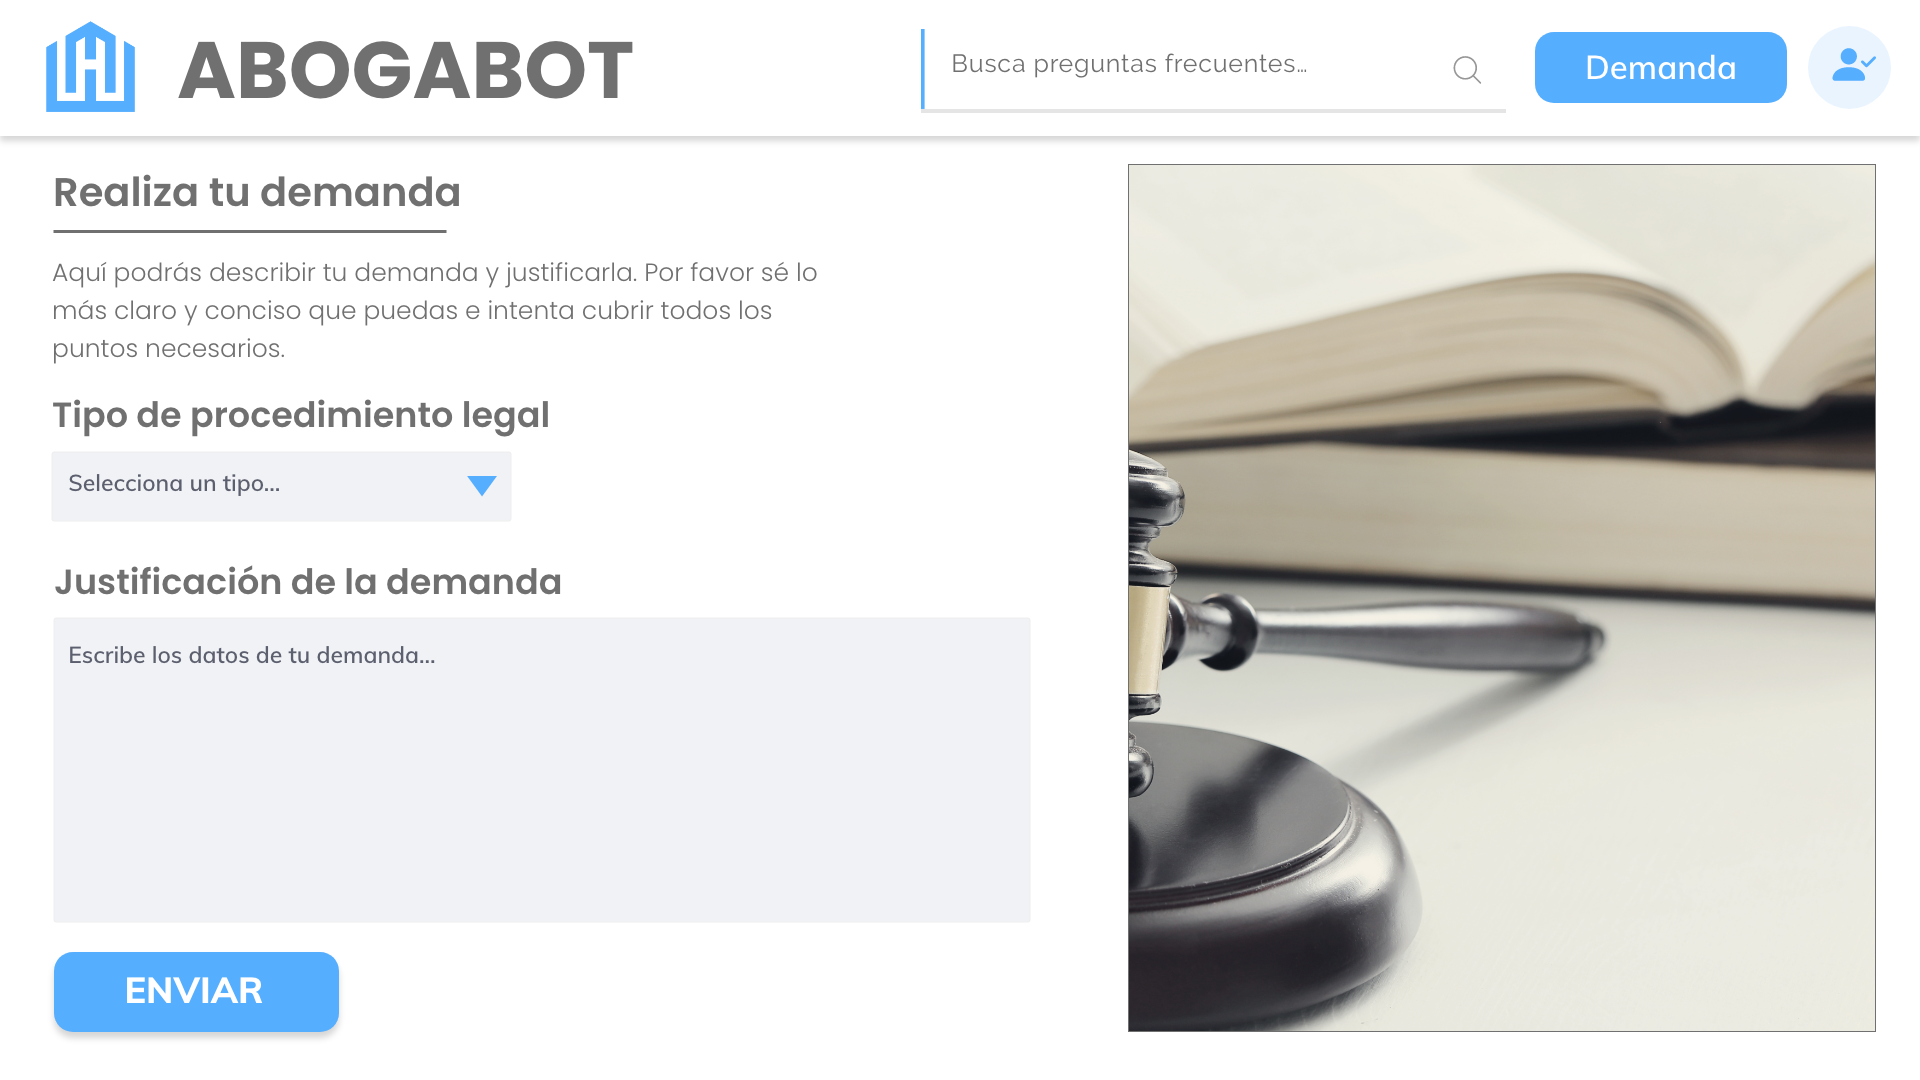 ABOGABOT
Busca preguntas frecuentes...
Demanda
Realiza tu demanda
Aquí podrás describir tu demanda y justificarla. Por favor sé lo
más claro y conciso que puedas e intenta cubrir todos los
puntos necesarios.
Tipo de procedimiento legal
Selecciona un tipo...
Justificación de la demanda
Escribe los datos de tu demanda...
ENVIAR